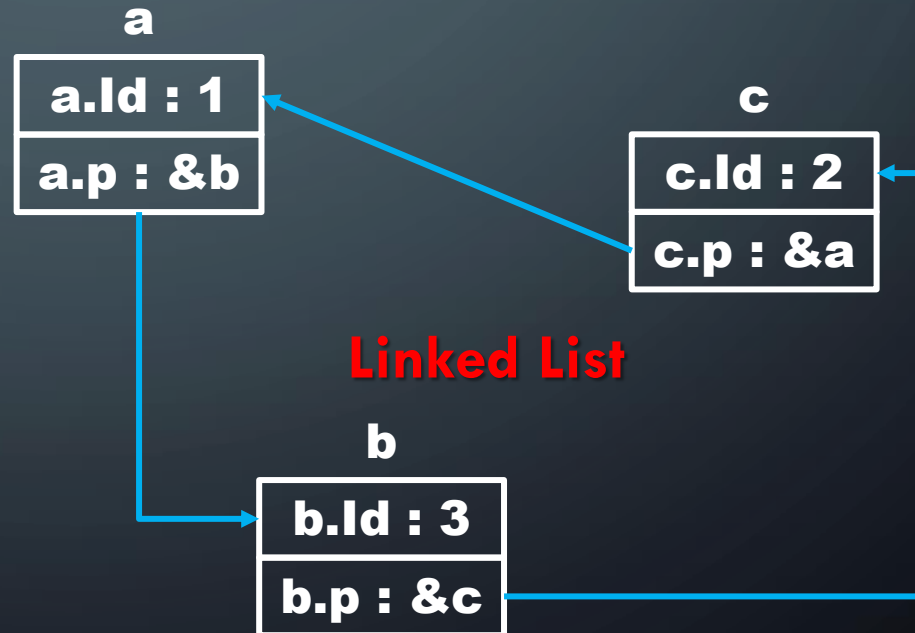 a
a.Id : 1
a.p : &b
c
c.Id : 2
c.p : &a
Linked List
b
b.Id : 3
b.p : &c